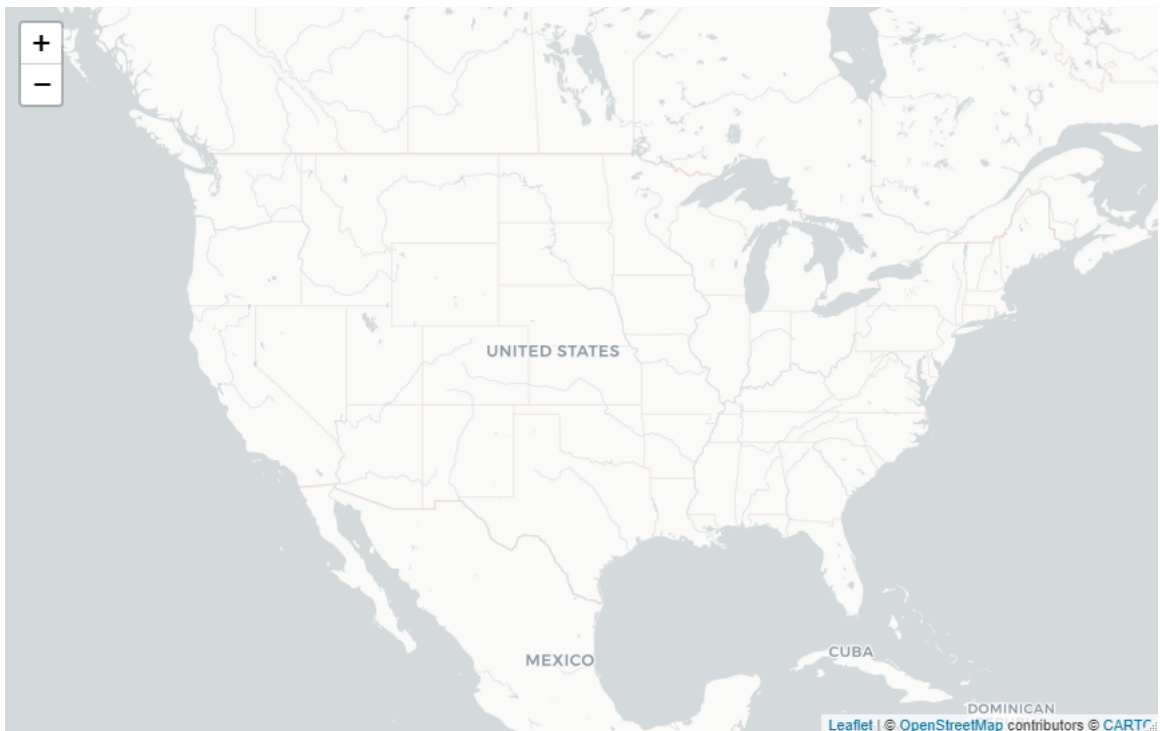 +
−
UNITED STATES
MEXICO
CUBA
DOMINICAN
Leaflet | © OpenStreetMap contributors © CARTO